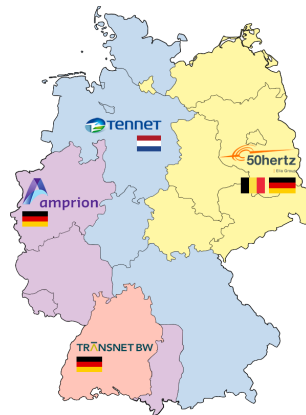 TENNET
50hertz
Elia Group
amprion
TRANSNET BW